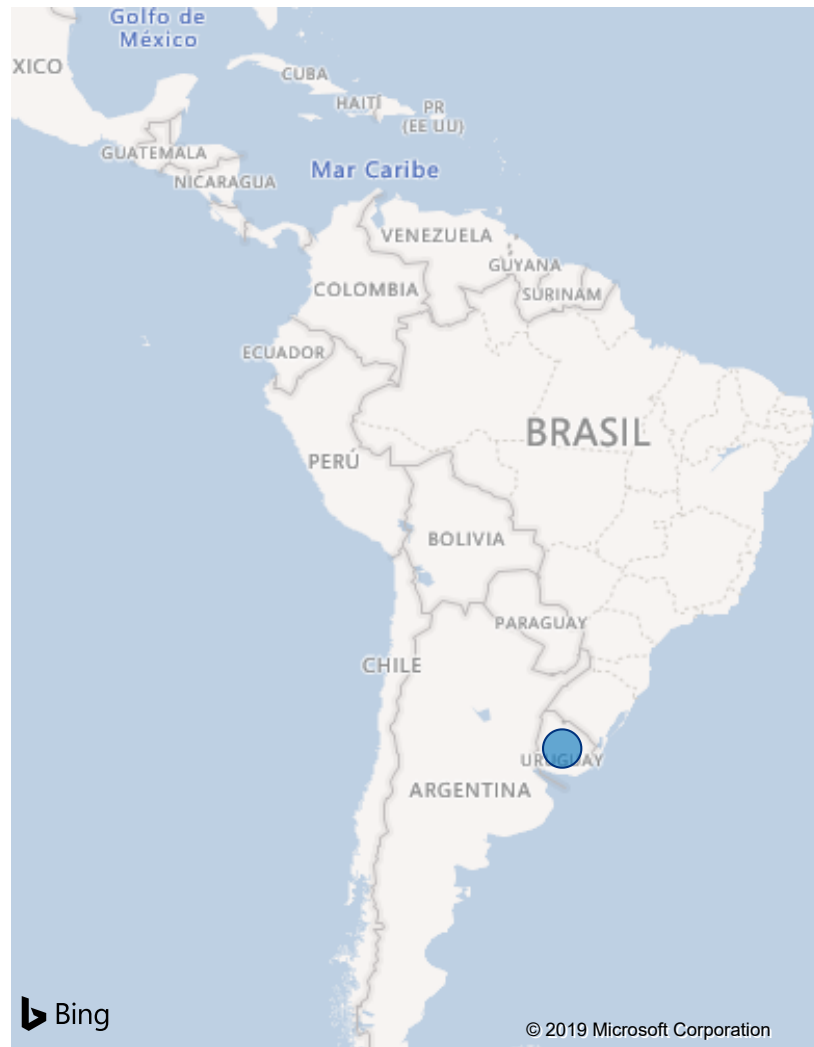 Golfo de
México
XICO
CUBA
HAITÍ
PR
(EE UU)
GUATEMALA
Mar Caribe
NICARAGUA
VENEZUELA
GUYANA
COLOMBIA
SURINAM
ECUADOR
BRASIL
PERÚ
BOLIVIA
PARAGUAY
CHILE
URUGUAY
ARGENTINA
Bing
© 2019 Microsoft Corporation